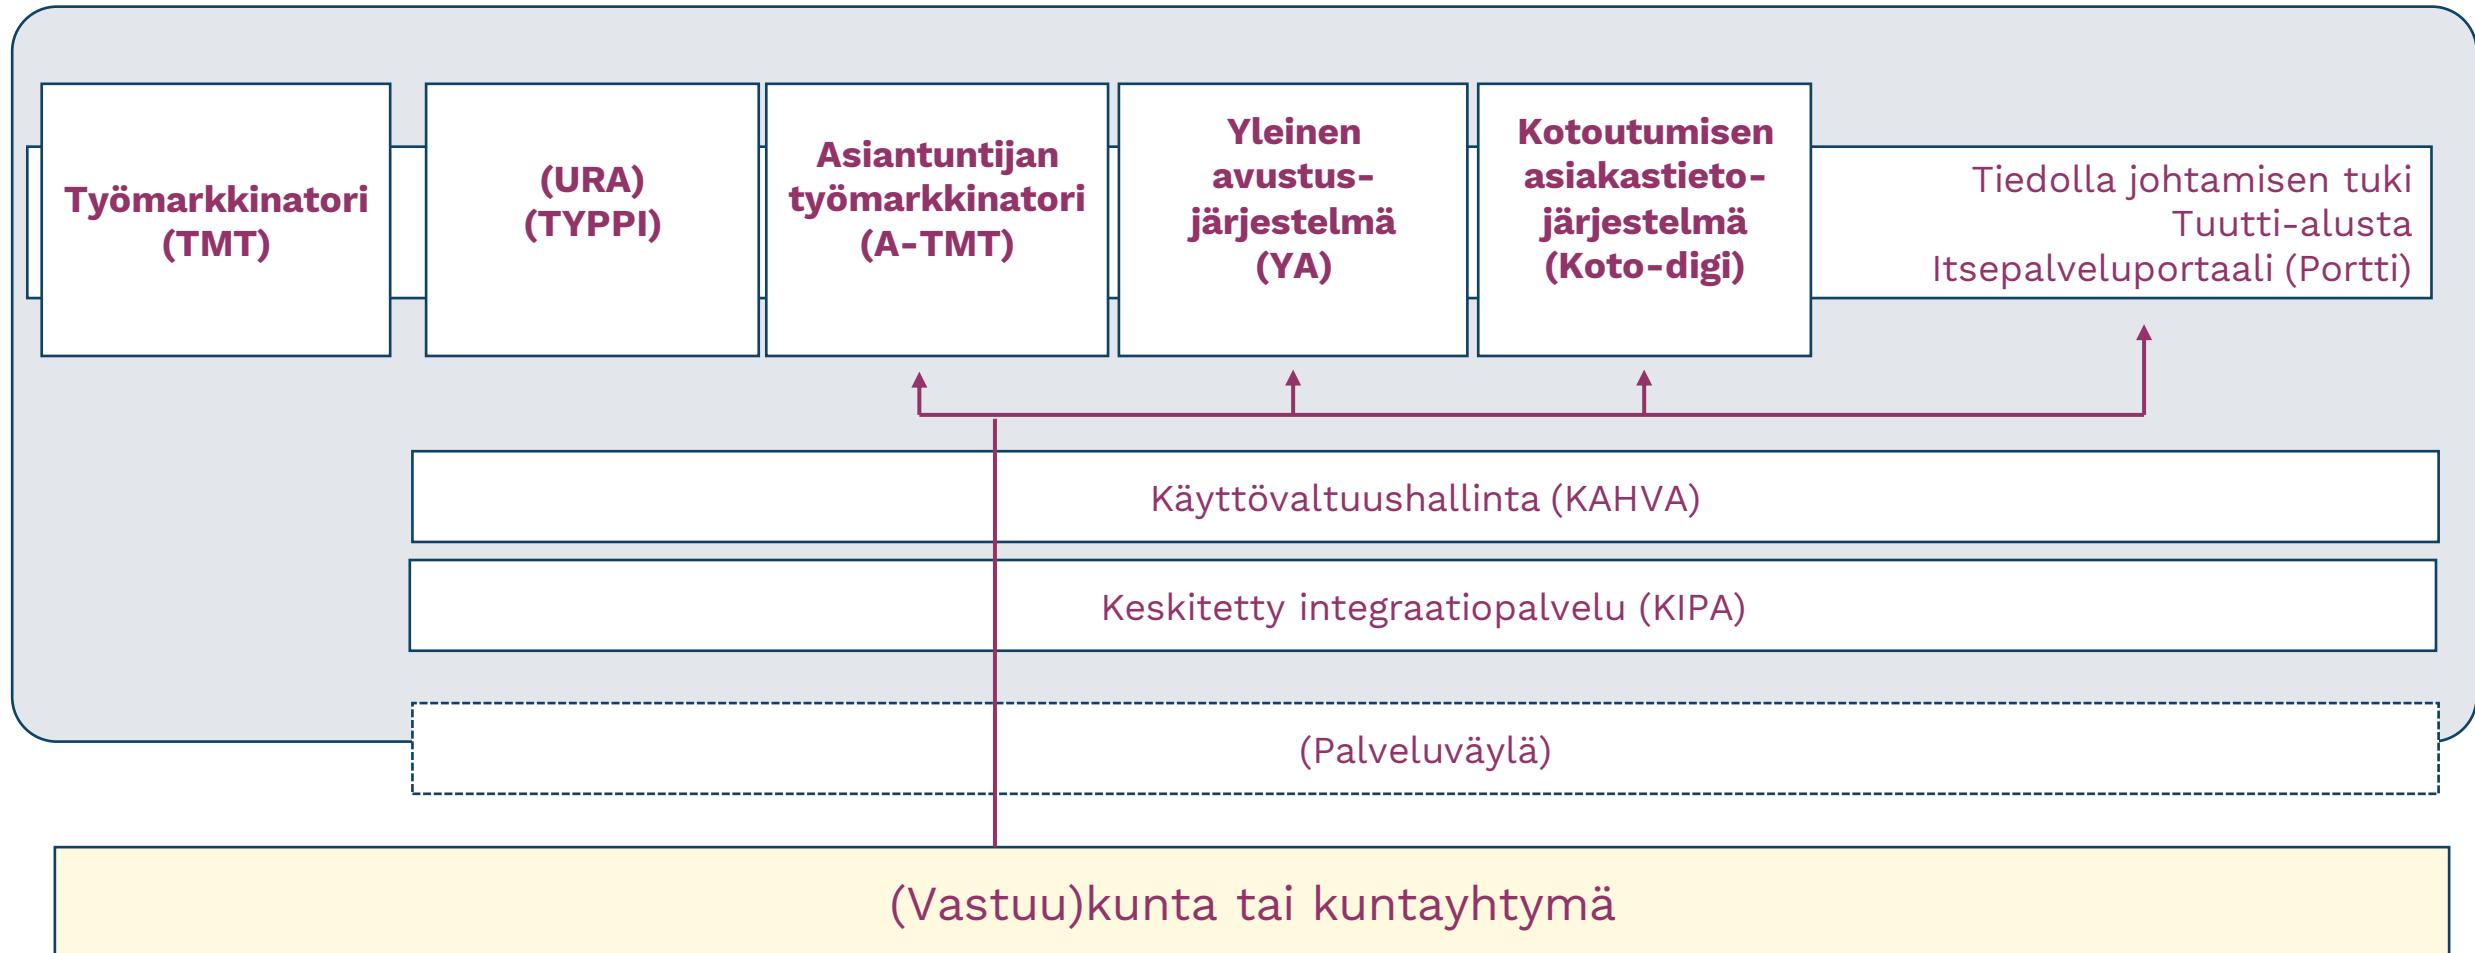 Työmarkkinatori
(TMT)
(URA)
(TYPPI)
Asiantuntijan
työmarkkinatori
(A-TMT)
Yleinen
avustus-
järjestelmä
(YA)
Kotoutumisen
asiakastieto-
järjestelmä
(Koto-digi)
Tiedolla johtamisen tuki
Tuutti-alusta
Itsepalveluportaali (Portti)
Käyttövaltuushallinta (KAHVA)
Keskitetty integraatiopalvelu (KIPA)
(Palveluväylä)
(Vastuu)kunta tai kuntayhtymä